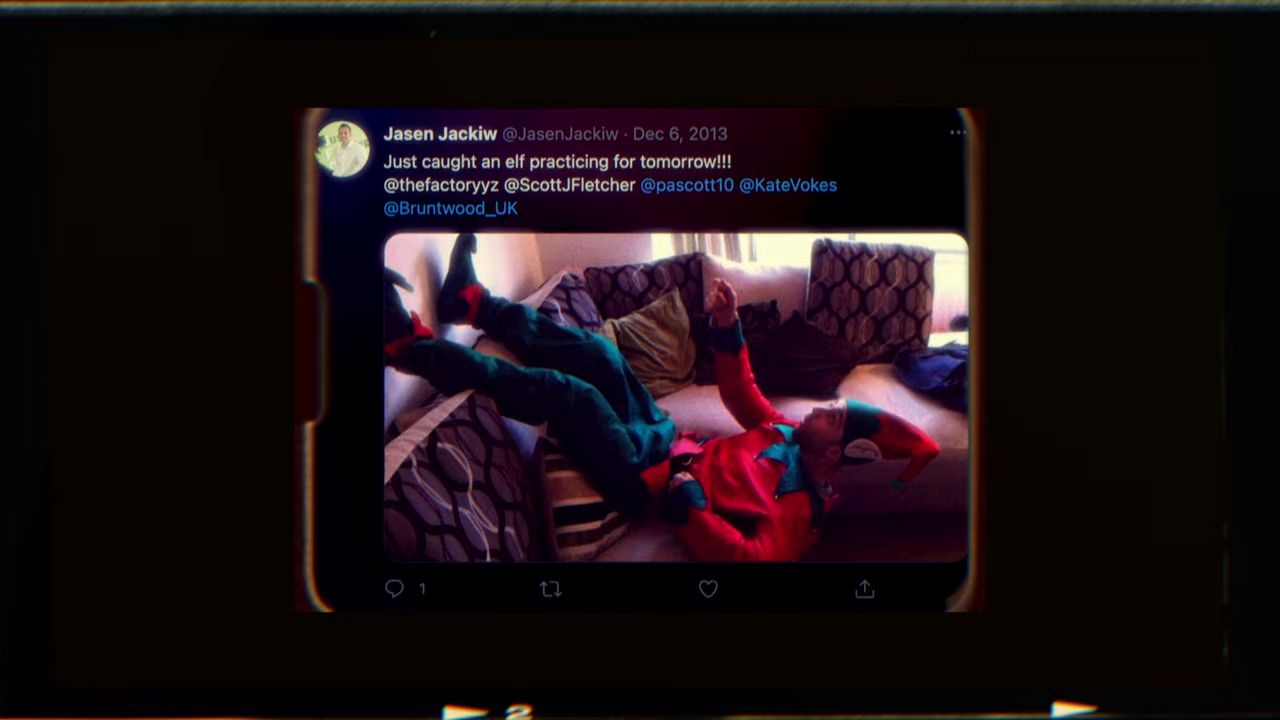 Jasen Jackiw @JasenJackiw · Dec 6, 2013
Just caught an elf practicing for tomorrow!!!
@thefactoryyz @ScottJFletcher @pascott10 @KateVokes
@Bruntwood_UK
1
2